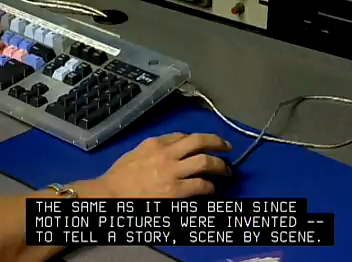 THE SAME AS IT HAS BEEN SINCE
MOTION PICTURES WERE INVENTED --
TO TELL A STORY, SCENE BY SCENE.